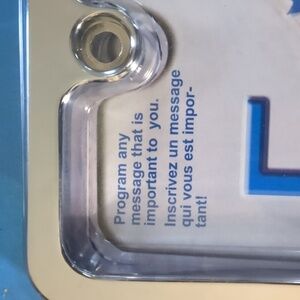 Program any
message that is
important to you.
Inscrivez un message
qui vous est impor-
tant!